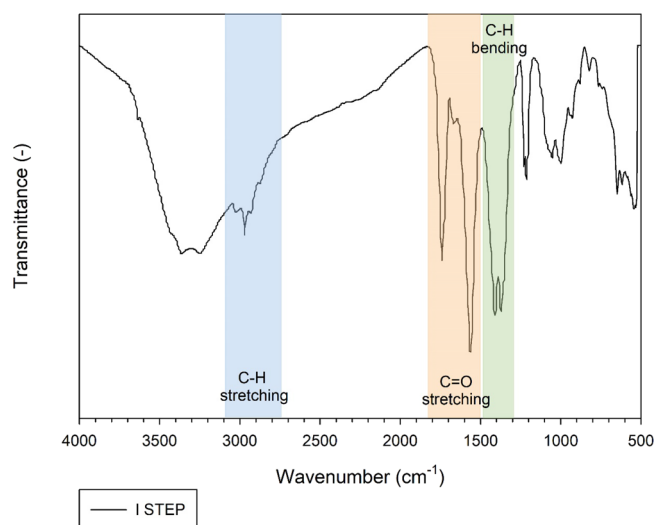 C-H
bending
Transmittance (-)
C-H
stretching
C=O
stretching
4000 3500 3000 2500 2000 1500 1000 500
Wavenumber (cm⁻¹)
I STEP